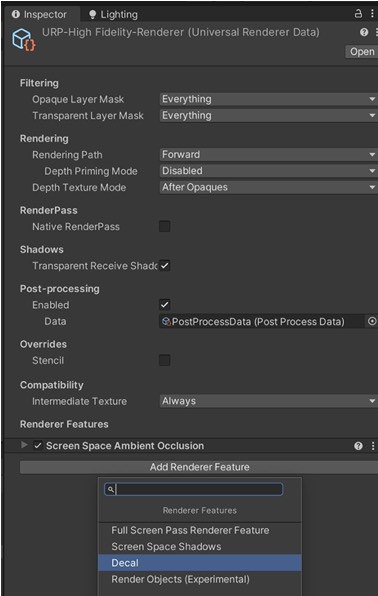 Inspector Lighting
URP-High Fidelity-Renderer (Universal Renderer Data)
Open
Filtering
Opaque Layer Mask Everything
Transparent Layer Mask Everything
Rendering
Rendering Path Forward
Depth Priming Mode Disabled
Depth Texture Mode After Opaques
RenderPass
Native RenderPass
Shadows
Transparent Receive Shadc
Post-processing
Enabled
Data PostProcessData (Post Process Data)
Overrides
Stencil
Compatibility
Intermediate Texture Always
Renderer Features
Screen Space Ambient Occlusion
Add Renderer Feature
Renderer Features
Full Screen Pass Renderer Feature
Screen Space Shadows
Decal
Render Objects (Experimental)